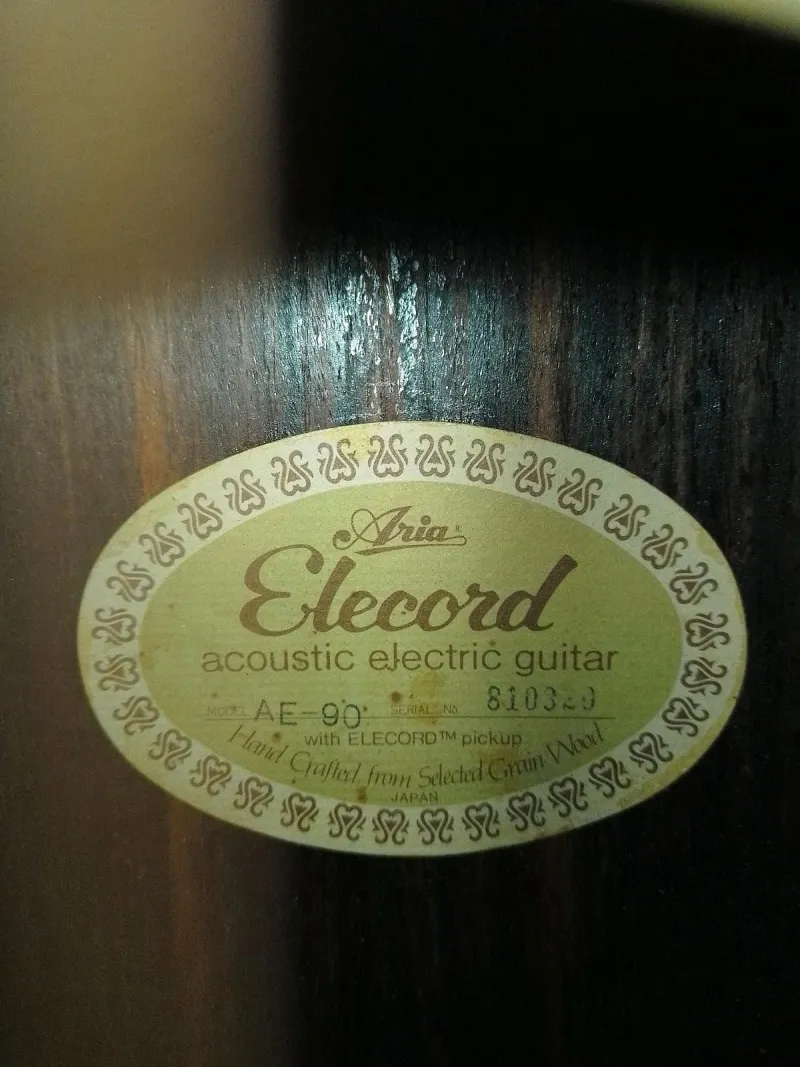 Aria
Elecord
acoustic electric guitar
MODEL AE-90 SERIAL No.
with ELECORD™ pickup
Hand Crafted from Selected Grain Wood
JAPAN